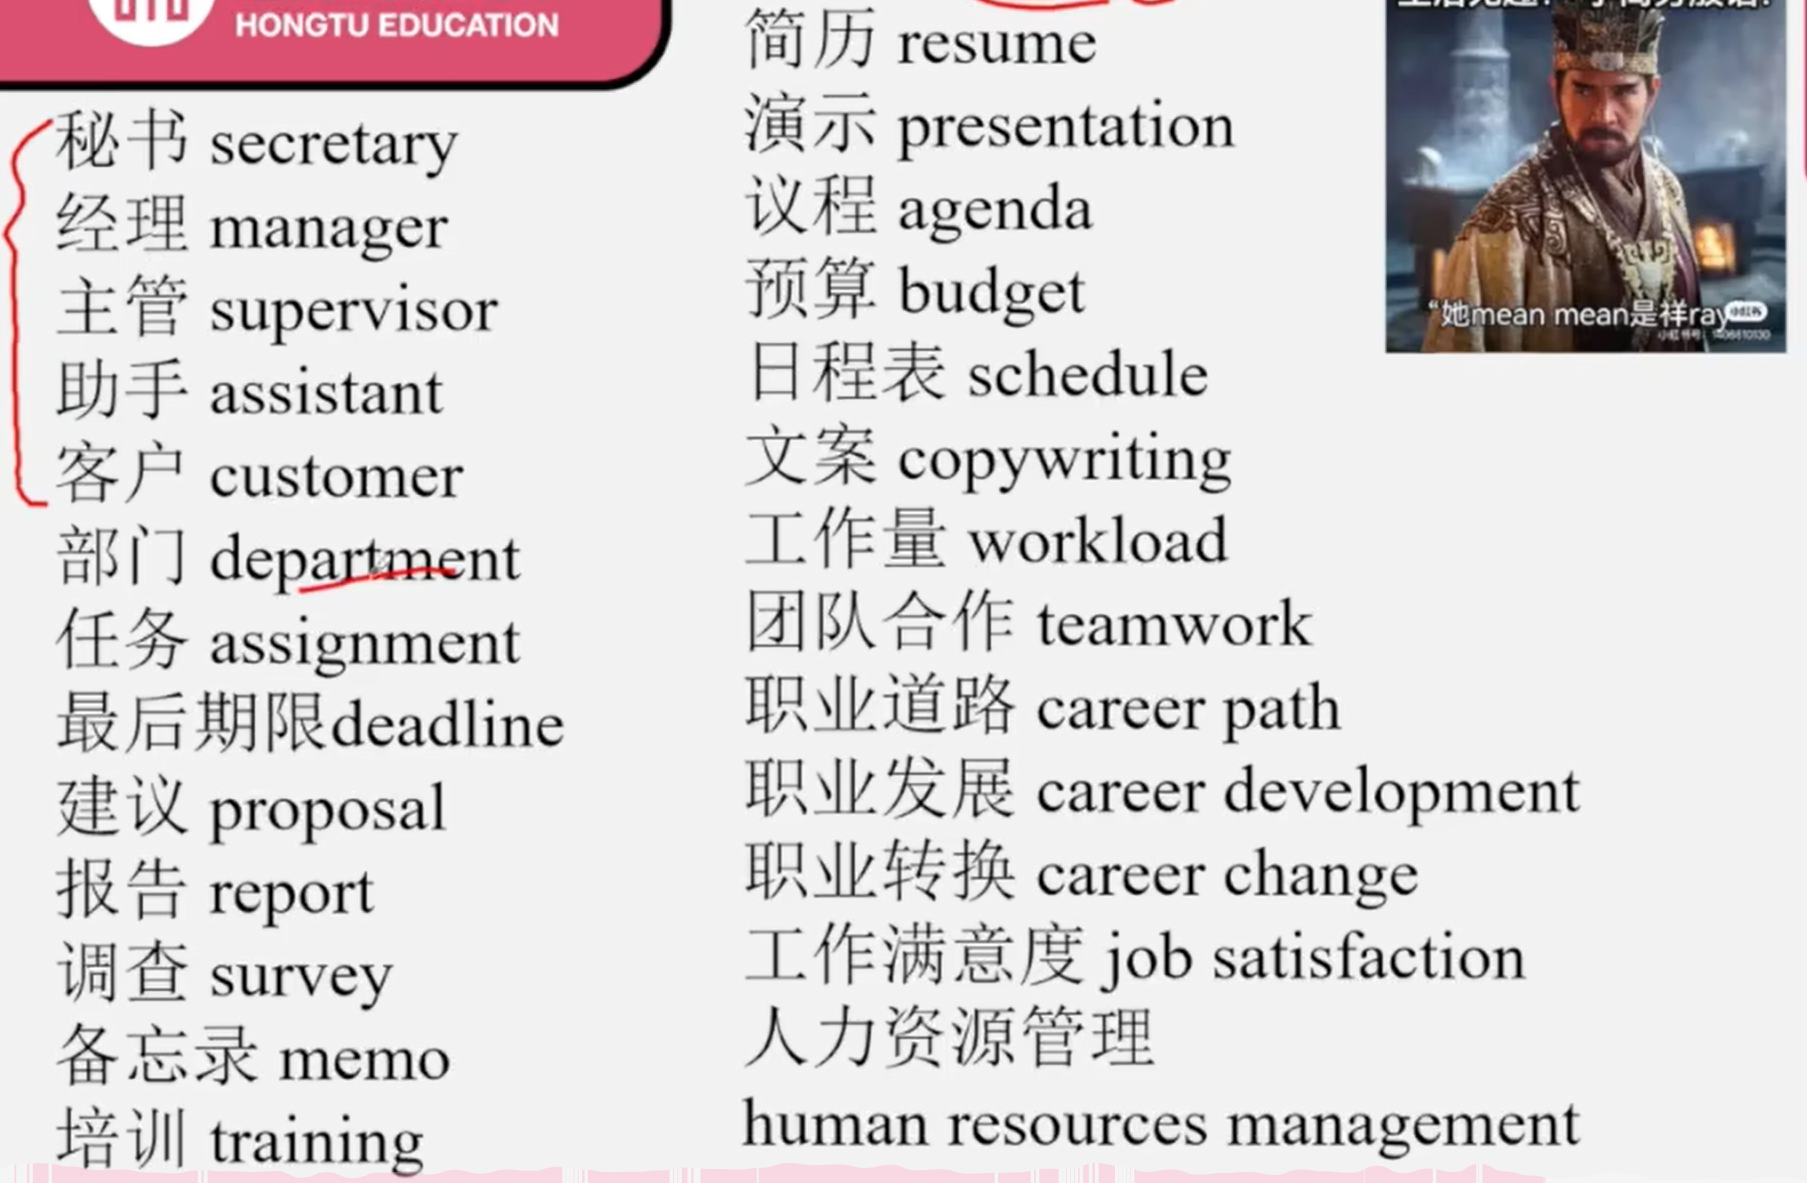 HONGTU EDUCATION
秘书 secretary
经理 manager
主管 supervisor
助手 assistant
客户 customer
部门 department
任务 assignment
最后期限deadline
建议 proposal
报告 report
调查 survey
备忘录 memo
培训 training
简历 resume
演示 presentation
议程 agenda
预算 budget
日程表 schedule
文案 copywriting
工作量 workload
团队合作 teamwork
职业道路 career path
职业发展 career development
职业转换 career change
工作满意度 job satisfaction
人力资源管理
human resources management
“她mean mean是祥ray
小红书